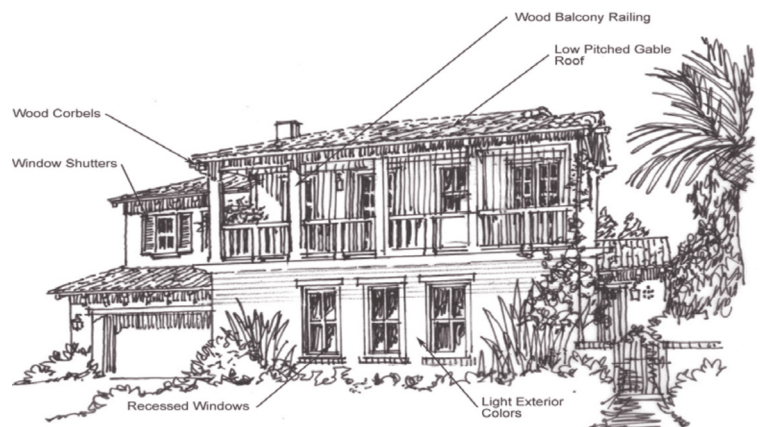 Wood Balcony Railing
Low Pitched Gable
Roof
Wood Corbels
Window Shutters
Recessed Windows
Light Exterior
Colors